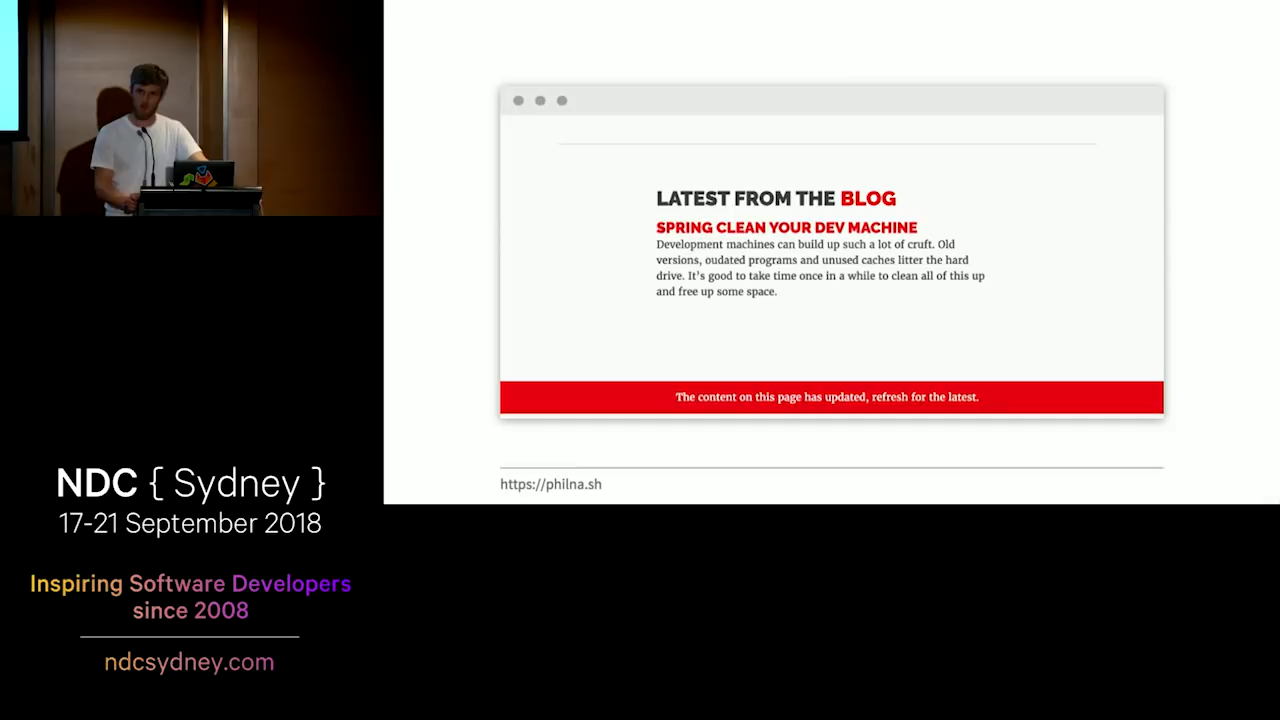 LATEST FROM THE BLOG
SPRING CLEAN YOUR DEV MACHINE
Development machines can build up such a lot of cruft. Old
versions, oudated programs and unused caches litter the hard
drive. It's good to take time once in a while to clean all of this up
and free up some space.
The content on this page has updated, refresh for the latest.
https://philna.sh
NDC { Sydney }
17-21 September 2018
Inspiring Software Developers
since 2008
ndcsydney.com